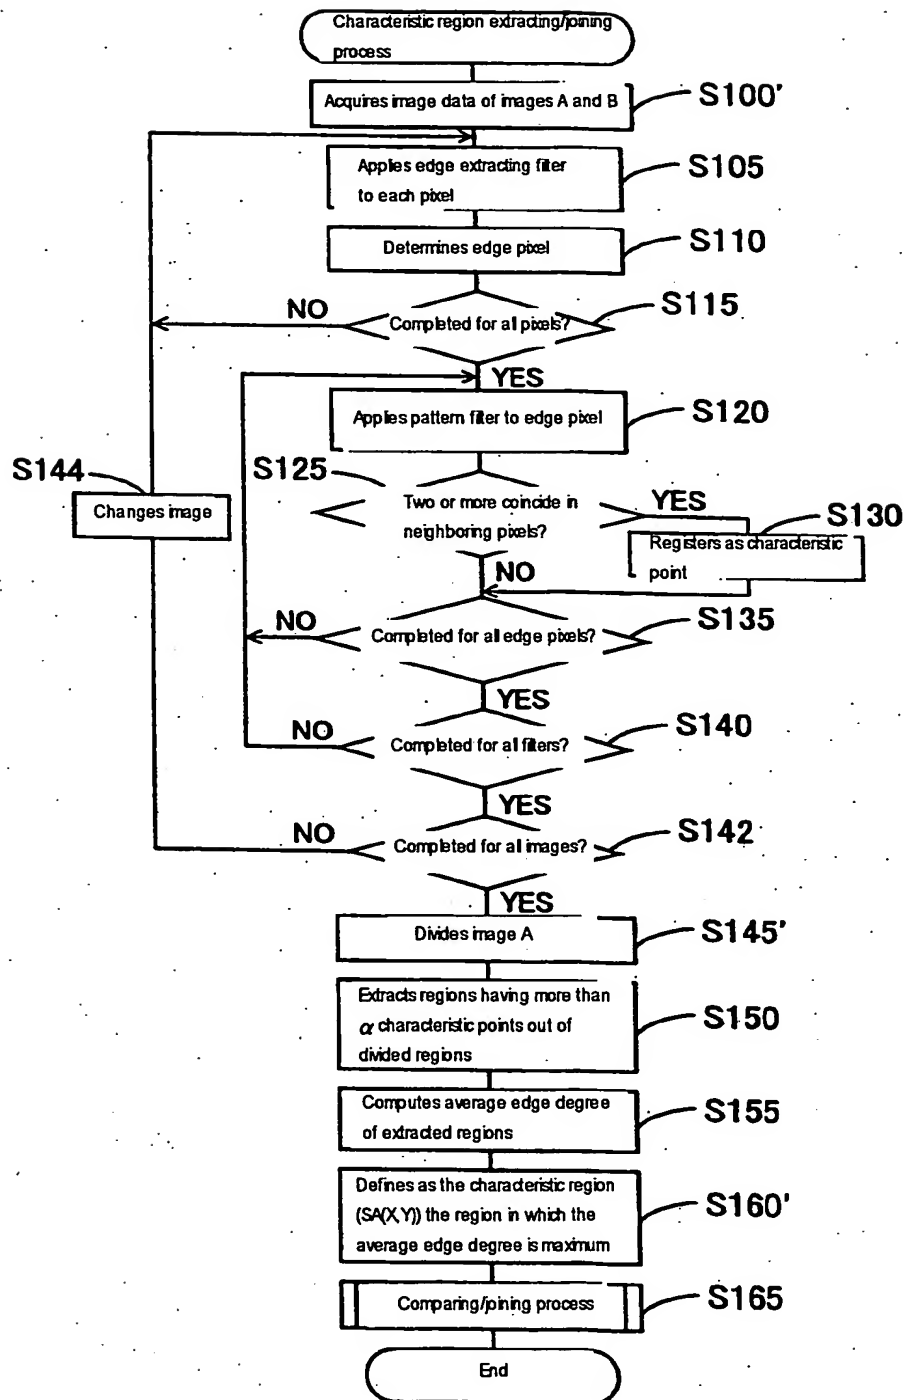 Characteristic region extracting/joining
process
Acquires image data of images A and B
S100'
Applies edge extracting filter
to each pixel
S105
Determines edge pixel
S110
NO
Completed for all pixels?
S115
YES
Applies pattern filter to edge pixel
S120
S144
Changes image
S125
Two or more coincide in
neighboring pixels?
YES
S130
Registers as characteristic
point
NO
NO
Completed for all edge pixels?
S135
YES
NO
Completed for all filters?
S140
YES
NO
Completed for all images?
S142
YES
Divides image A
S145'
Extracts regions having more than
α characteristic points out of
divided regions
S150
Computes average edge degree
of extracted regions
S155
Defines as the characteristic region
(SA(X,Y)) the region in which the
average edge degree is maximum
S160'
Comparing/joining process
S165
End